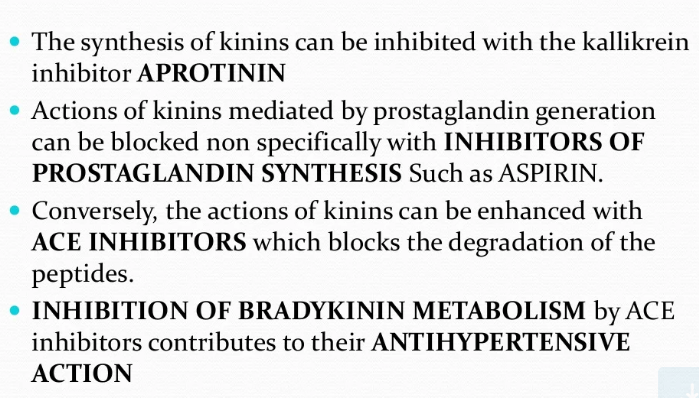 • The synthesis of kinins can be inhibited with the kallikrein
inhibitor APROTININ
• Actions of kinins mediated by prostaglandin generation
can be blocked non specifically with INHIBITORS OF
PROSTAGLANDIN SYNTHESIS Such as ASPIRIN.
• Conversely, the actions of kinins can be enhanced with
ACE INHIBITORS which blocks the degradation of the
peptides.
• INHIBITION OF BRADYKININ METABOLISM by ACE
inhibitors contributes to their ANTIHYPERTENSIVE
ACTION